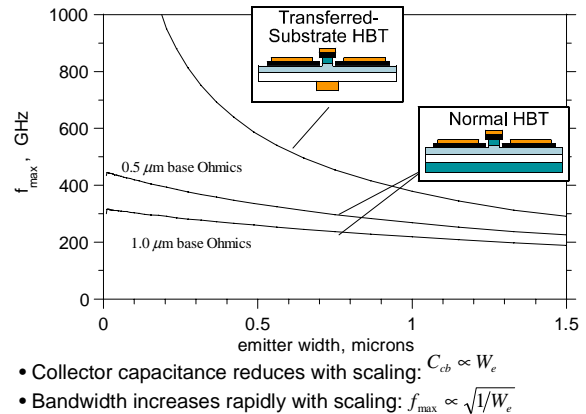 Transferred-
Substrate HBT
Normal HBT
1000
800
600
400
200
0
f_max , GHz
0.5 μm base Ohmics
1.0 μm base Ohmics
0 0.5 1 1.5
emitter width, microns
• Collector capacitance reduces with scaling: C_cb ∝ W_e
• Bandwidth increases rapidly with scaling: f_max ∝ √1/W_e